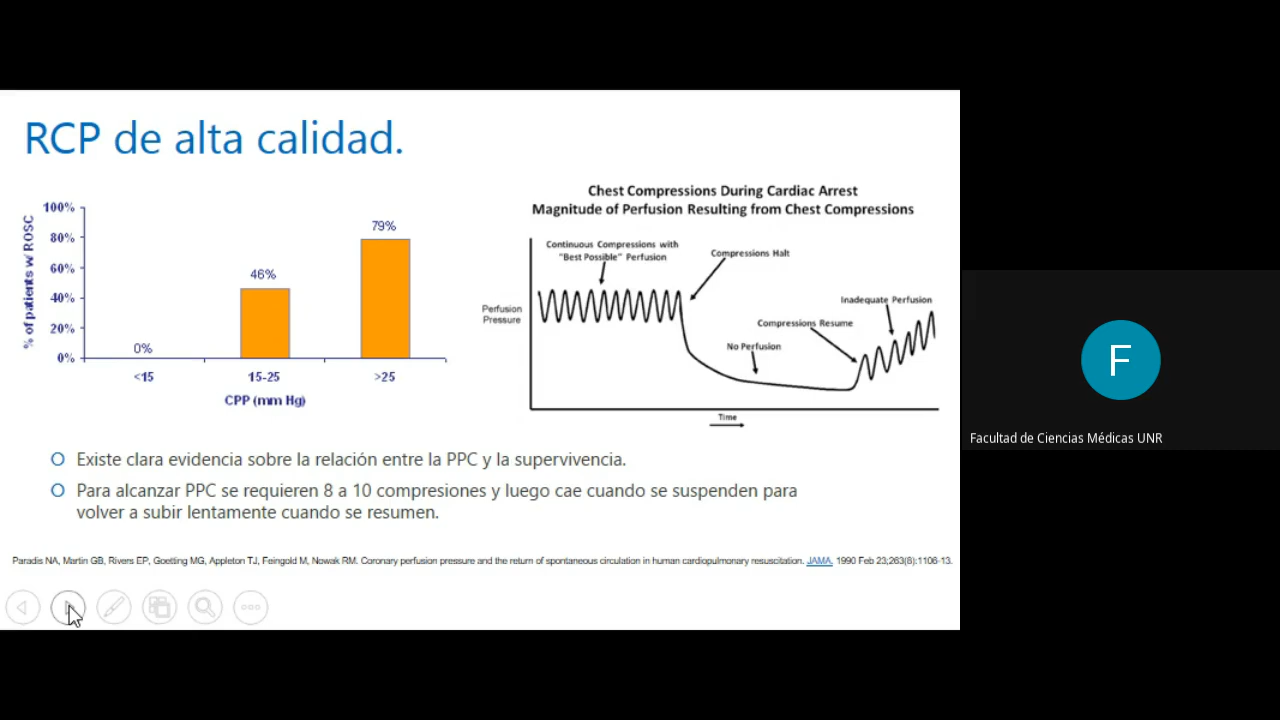 RCP de alta calidad.
% of patients w/ ROSC
100%
80%
60%
40%
20%
0%
0%
46%
79%
<15
15-25
>25
CPP (mm Hg)
Chest Compressions During Cardiac Arrest
Magnitude of Perfusion Resulting from Chest Compressions
Continuous Compressions with
"Best Possible" Perfusion
Compressions Halt
Inadequate Perfusion
Perfusion
Pressure
Compressions Resume
No Perfusion
Time
Existe clara evidencia sobre la relación entre la PPC y la supervivencia.
Para alcanzar PPC se requieren 8 a 10 compresiones y luego cae cuando se suspenden para
volver a subir lentamente cuando se resumen.
Paradis NA, Martin GB, Rivers EP, Goetting MG, Appleton TJ, Feingold M, Nowak RM. Coronary perfusion pressure and the return of spontaneous circulation in human cardiopulmonary resuscitation. JAMA. 1990 Feb 23;263(8):1106-13.
F
Facultad de Ciencias Médicas UNR